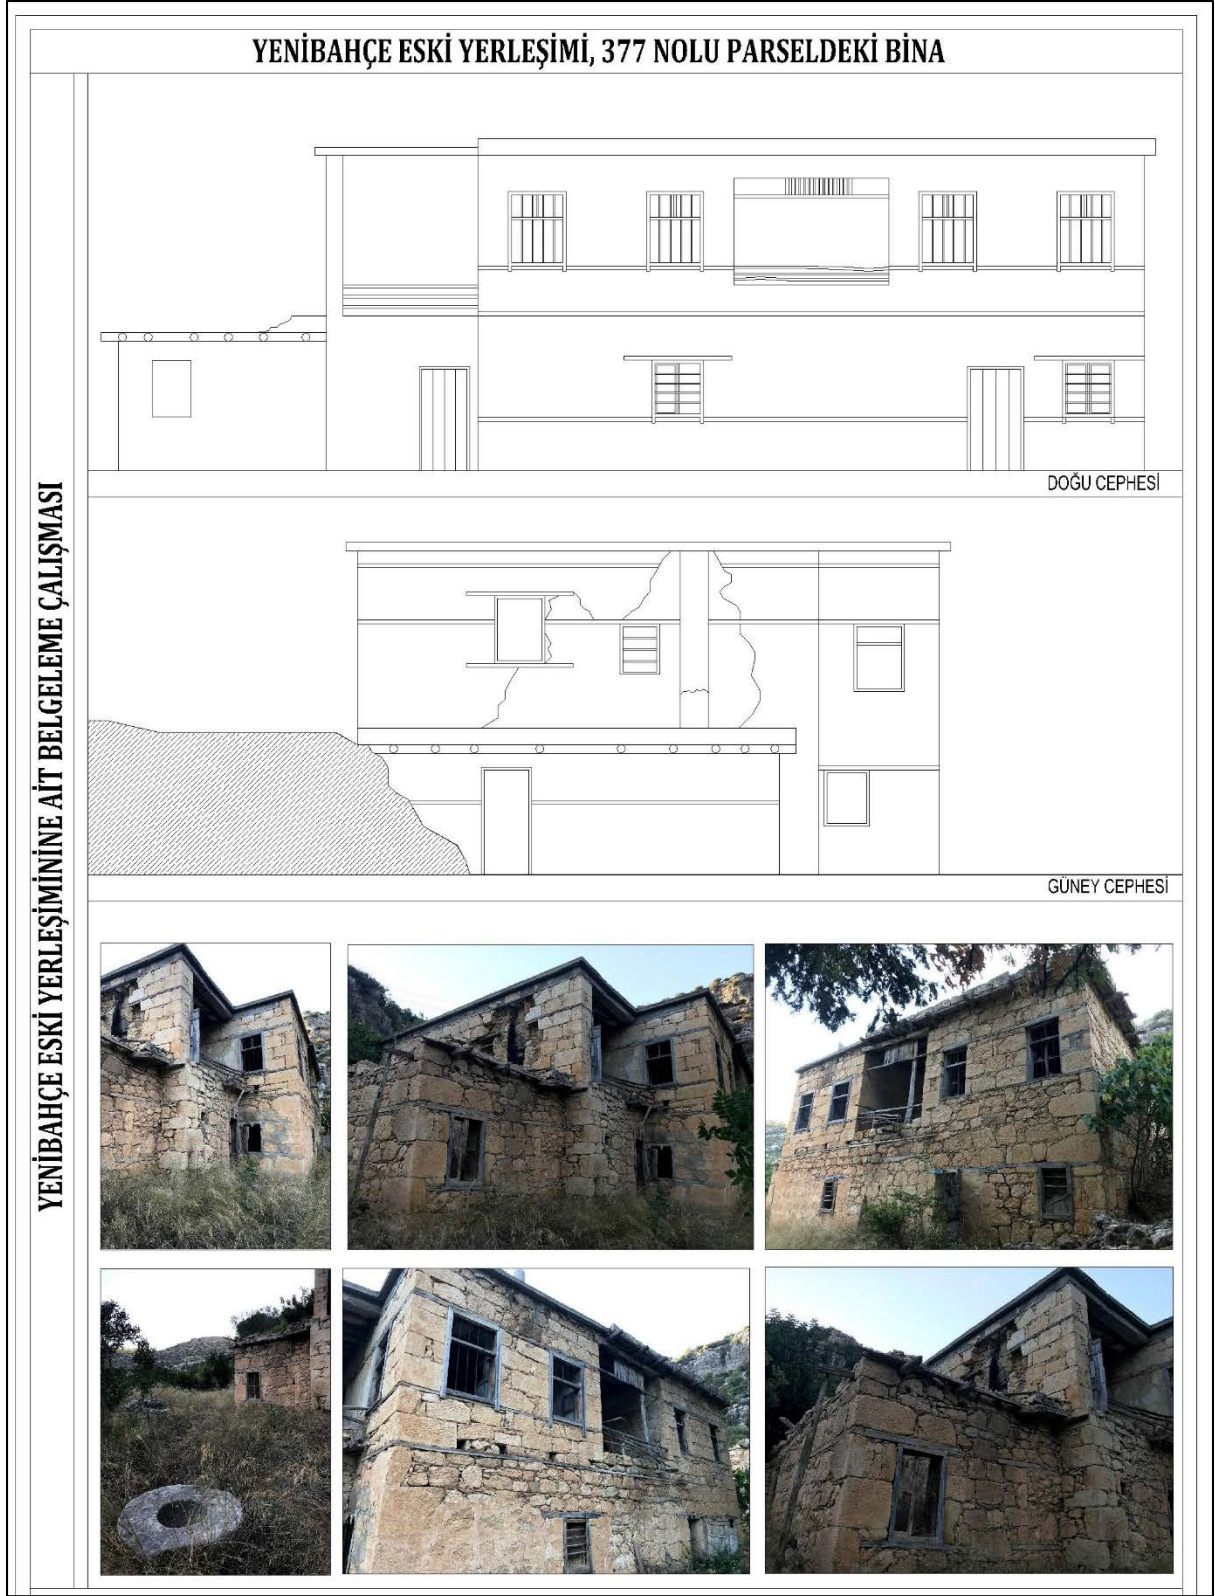 YENİBAHÇE ESKİ YERLEŞİMİ, 377 NOLU PARSELDEKİ BİNA
YENİBAHÇE ESKİ YERLEŞİMİNİNE AİT BELGELEME ÇALIŞMASI
DOĞU CEPHESİ
GÜNEY CEPHESİ